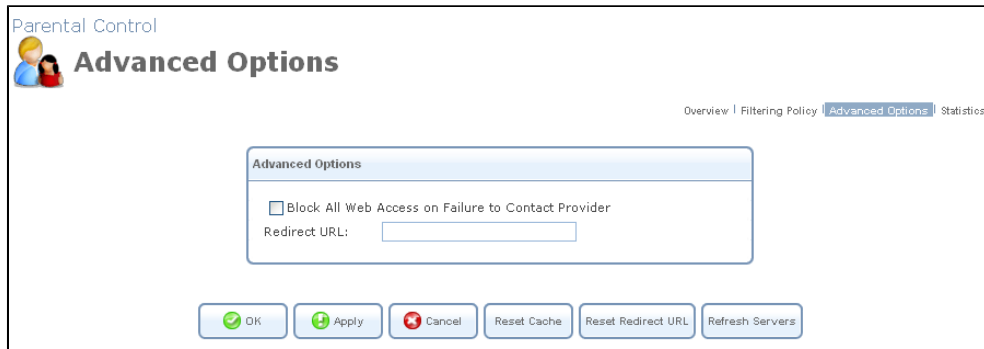 Parental Control
Advanced Options
Overview | Filtering Policy | Advanced Options | Statistics
Advanced Options
Block All Web Access on Failure to Contact Provider
Redirect URL:
OK Apply Cancel Reset Cache Reset Redirect URL Refresh Servers